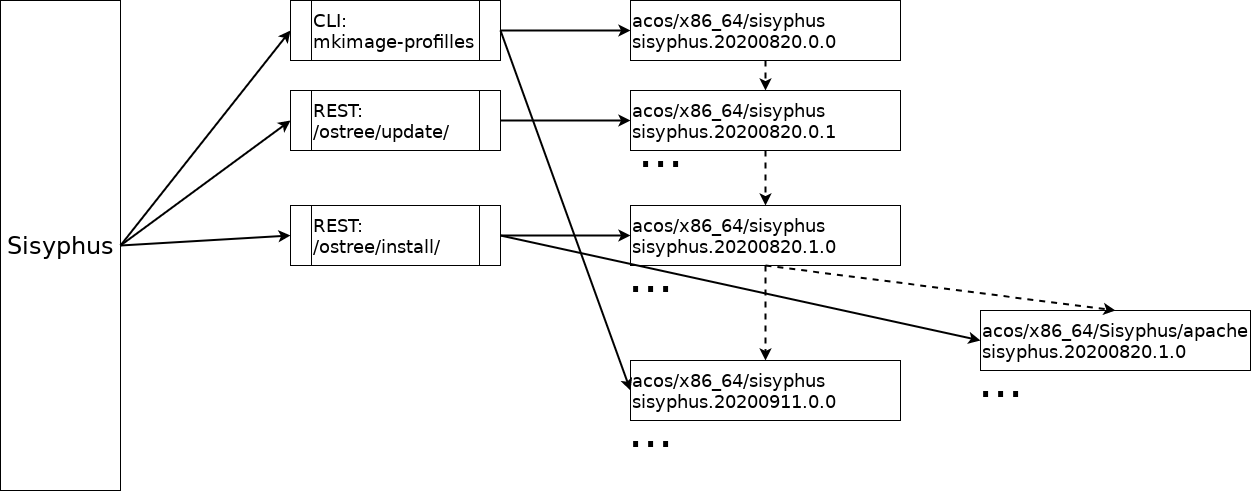 Sisyphus
CLI:
mkimage-profilles
REST:
/ostree/update/
REST:
/ostree/install/
acos/x86_64/sisyphus
sisyphus.20200820.0.0
acos/x86_64/sisyphus
sisyphus.20200820.0.1
...
acos/x86_64/sisyphus
sisyphus.20200820.1.0
...
acos/x86_64/sisyphus
sisyphus.20200911.0.0
...
acos/x86_64/Sisyphus/apache
sisyphus.20200820.1.0
...